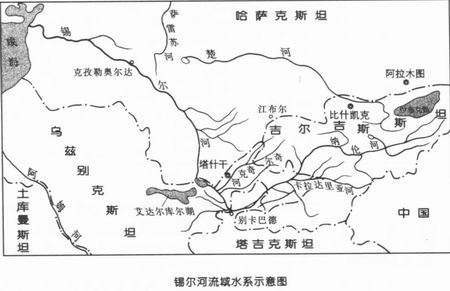 哈萨克斯坦
萨雷苏河
咸海
锡尔河
楚河
克孜勒奥尔达
阿拉木图
江布尔
比什凯克
吉尔吉斯斯坦
纳伦河
乌兹别克斯坦
塔什干
奇尔奇克河
卡拉达里亚河
阿姆河
艾达尔库尔湖
别卡巴德
中国
土库曼斯坦
塔吉克斯坦
锡尔河流域水系示意图